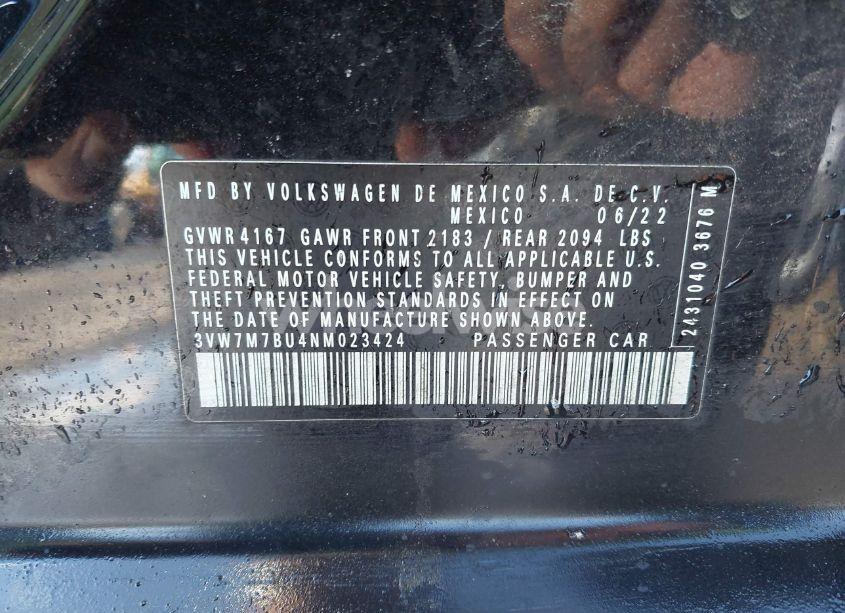 MFD BY VOLKSWAGEN DE MEXICO S.A. DE C.V.
MEXICO 06/22
GVWR 4167 GAWR FRONT 2183 / REAR 2094 LBS
THIS VEHICLE CONFORMS TO ALL APPLICABLE U.S.
FEDERAL MOTOR VEHICLE SAFETY, BUMPER AND
THEFT PREVENTION STANDARDS IN EFFECT ON
THE DATE OF MANUFACTURE SHOWN ABOVE.
3VW7M7BU4NM023424 PASSENGER CAR
2431040 3676 M